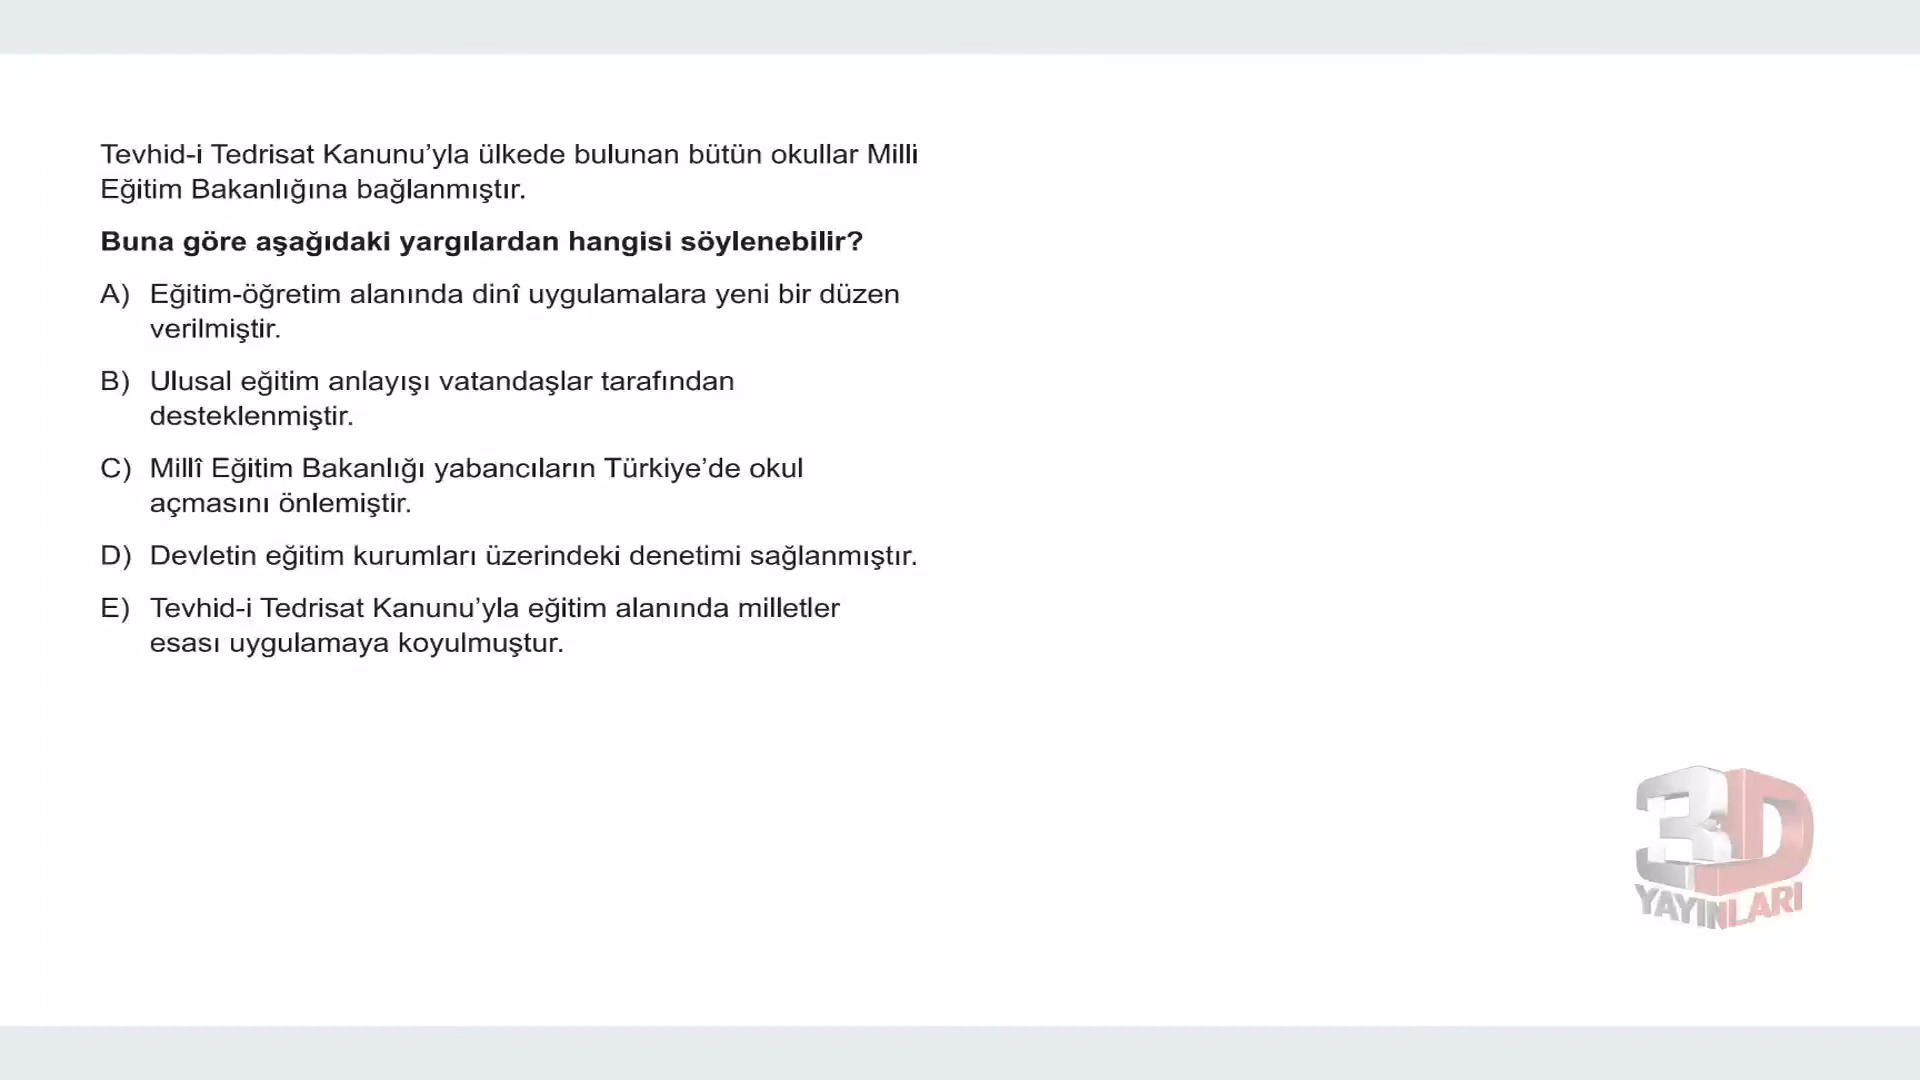 Tevhid-i Tedrisat Kanunu’yla ülkede bulunan bütün okullar Milli
Eğitim Bakanlığına bağlanmıştır.
Buna göre aşağıdaki yargılardan hangisi söylenebilir?
A) Eğitim-öğretim alanında dinî uygulamalara yeni bir düzen
verilmiştir.
B) Ulusal eğitim anlayışı vatandaşlar tarafından
desteklenmiştir.
C) Millî Eğitim Bakanlığı yabancıların Türkiye’de okul
açmasını önlemiştir.
D) Devletin eğitim kurumları üzerindeki denetimi sağlanmıştır.
E) Tevhid-i Tedrisat Kanunu’yla eğitim alanında milletler
esası uygulamaya koyulmuştur.
3D
YAYINLARI